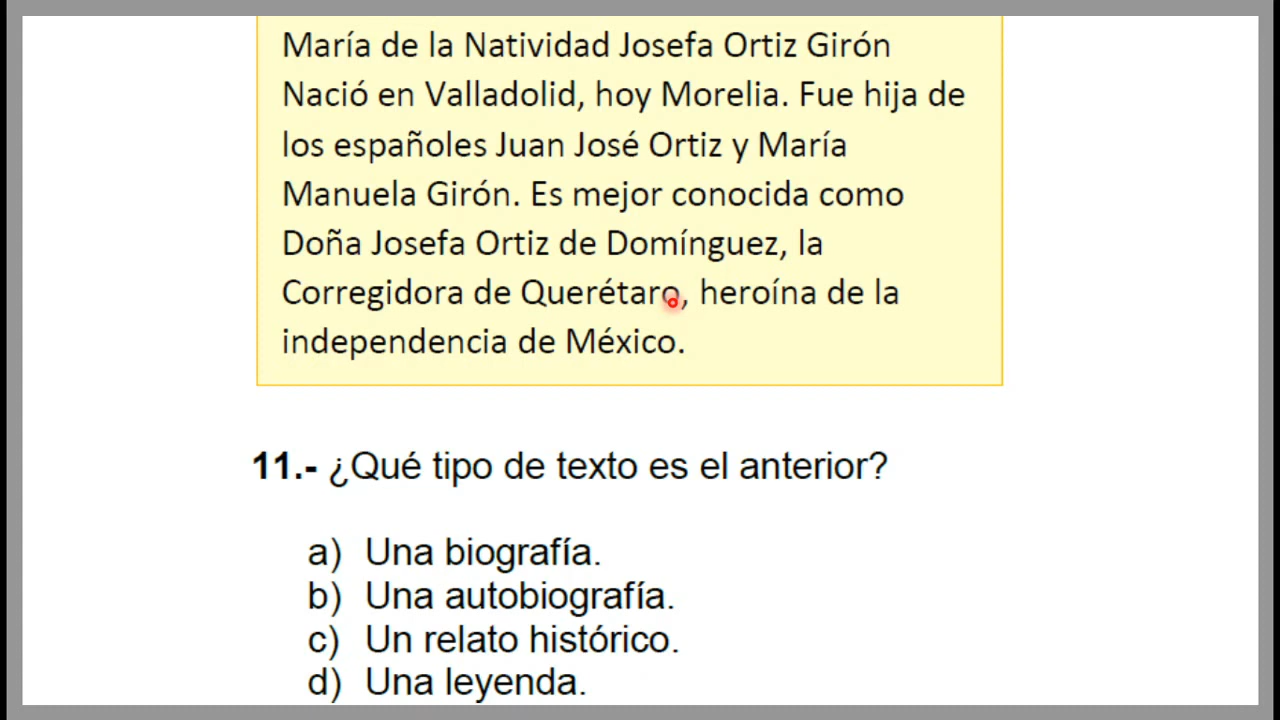 María de la Natividad Josefa Ortiz Girón
Nació en Valladolid, hoy Morelia. Fue hija de
los españoles Juan José Ortiz y María
Manuela Girón. Es mejor conocida como
Doña Josefa Ortiz de Domínguez, la
Corregidora de Querétaro, heroína de la
independencia de México.
11.- ¿Qué tipo de texto es el anterior?
a) Una biografía.
b) Una autobiografía.
c) Un relato histórico.
d) Una leyenda.